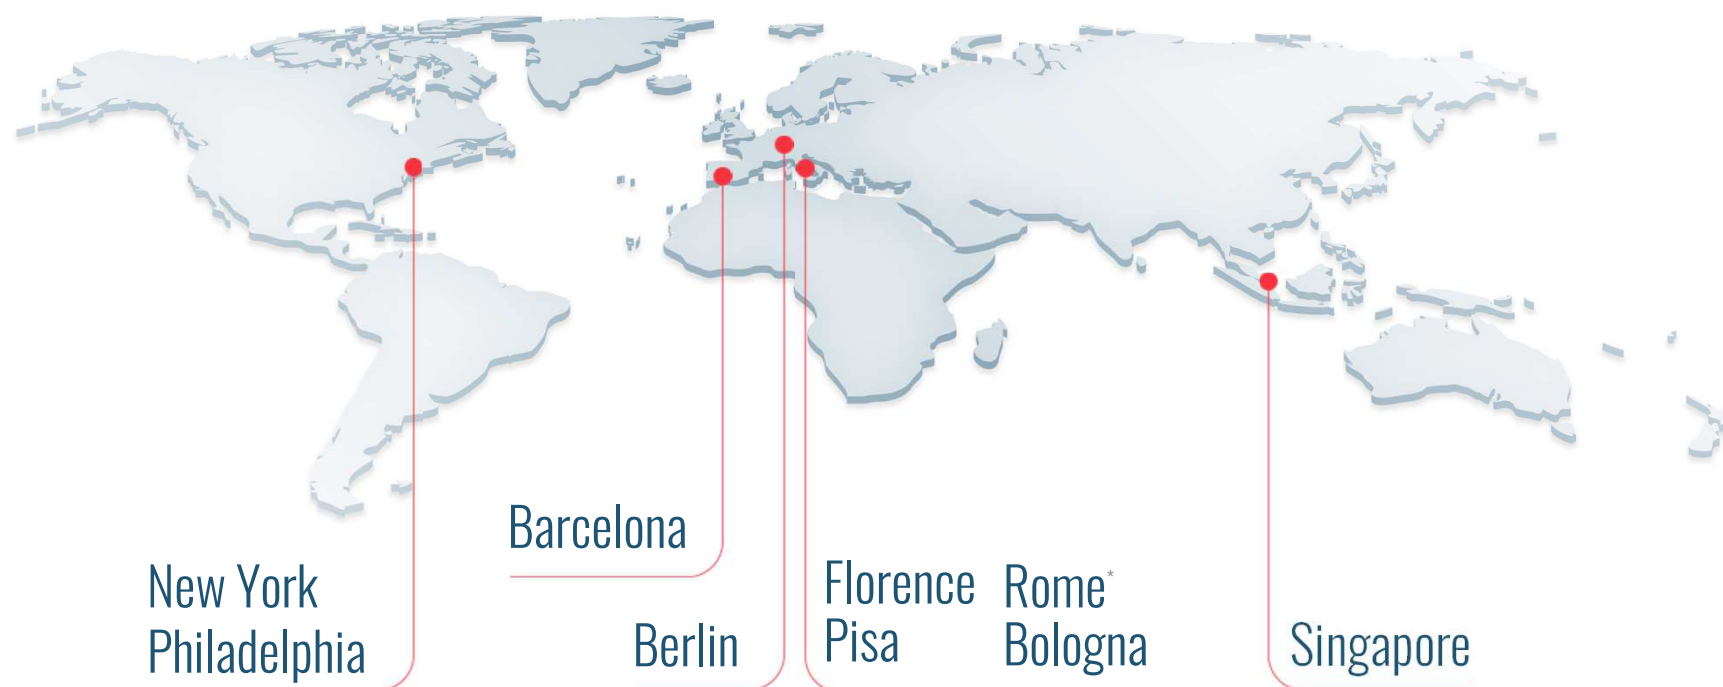 Barcelona
New York
Philadelphia
Berlin
Florence
Pisa
Rome*
Bologna
Singapore